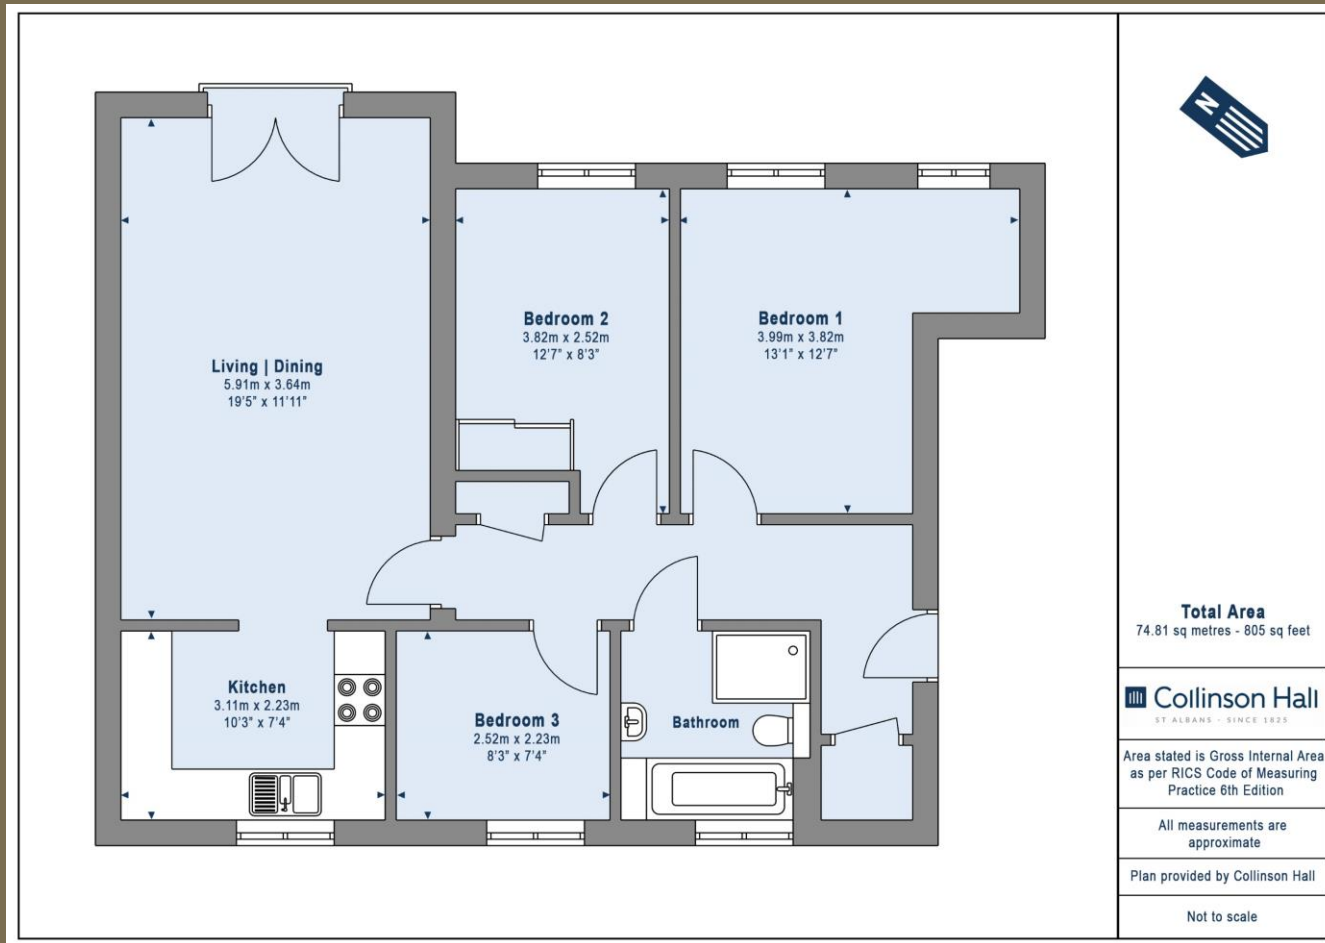 N
Living | Dining
5.91m x 3.64m
19'5" x 11'11"
Bedroom 2
3.82m x 2.52m
12'7" x 8'3"
Bedroom 1
3.99m x 3.82m
13'1" x 12'7"
Kitchen
3.11m x 2.23m
10'3" x 7'4"
Bedroom 3
2.52m x 2.23m
8'3" x 7'4"
Bathroom
Total Area
74.81 sq metres - 805 sq feet
Collinson Hall
ST ALBANS - SINCE 1825
Area stated is Gross Internal Area
as per RICS Code of Measuring
Practice 6th Edition
All measurements are
approximate
Plan provided by Collinson Hall
Not to scale